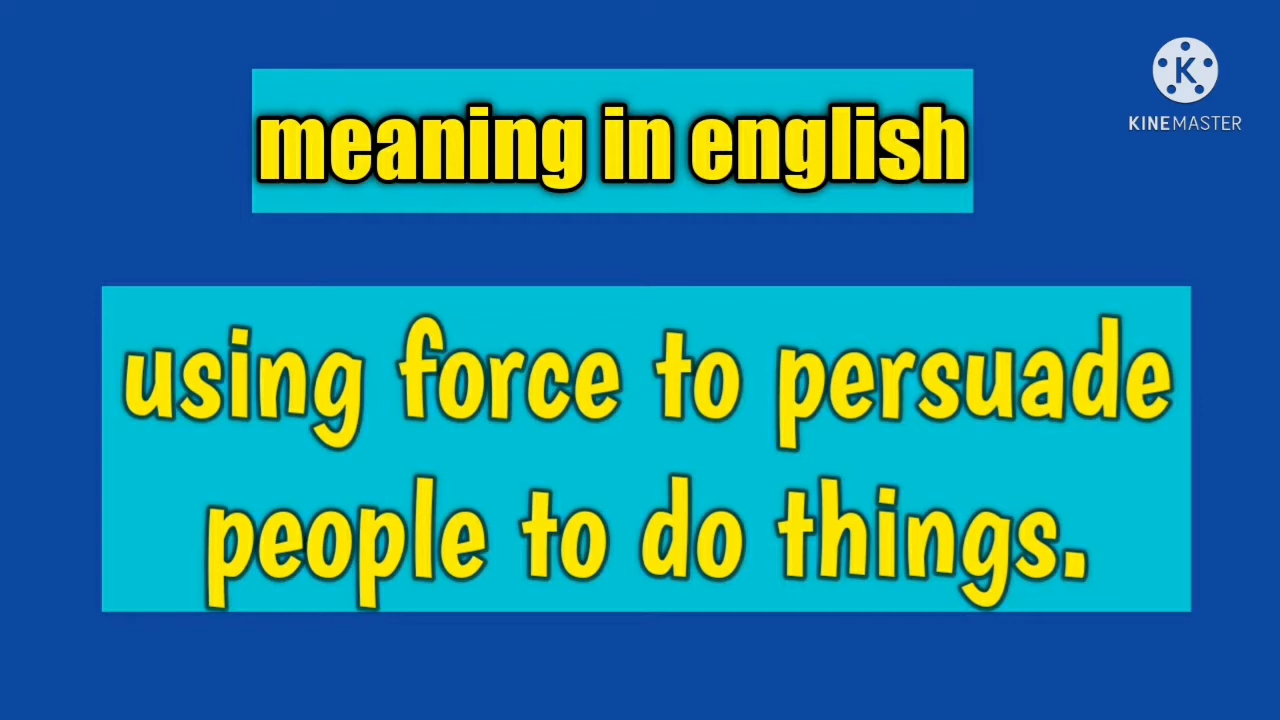 K
KINEMASTER
meaning in english
using force to persuade
people to do things.